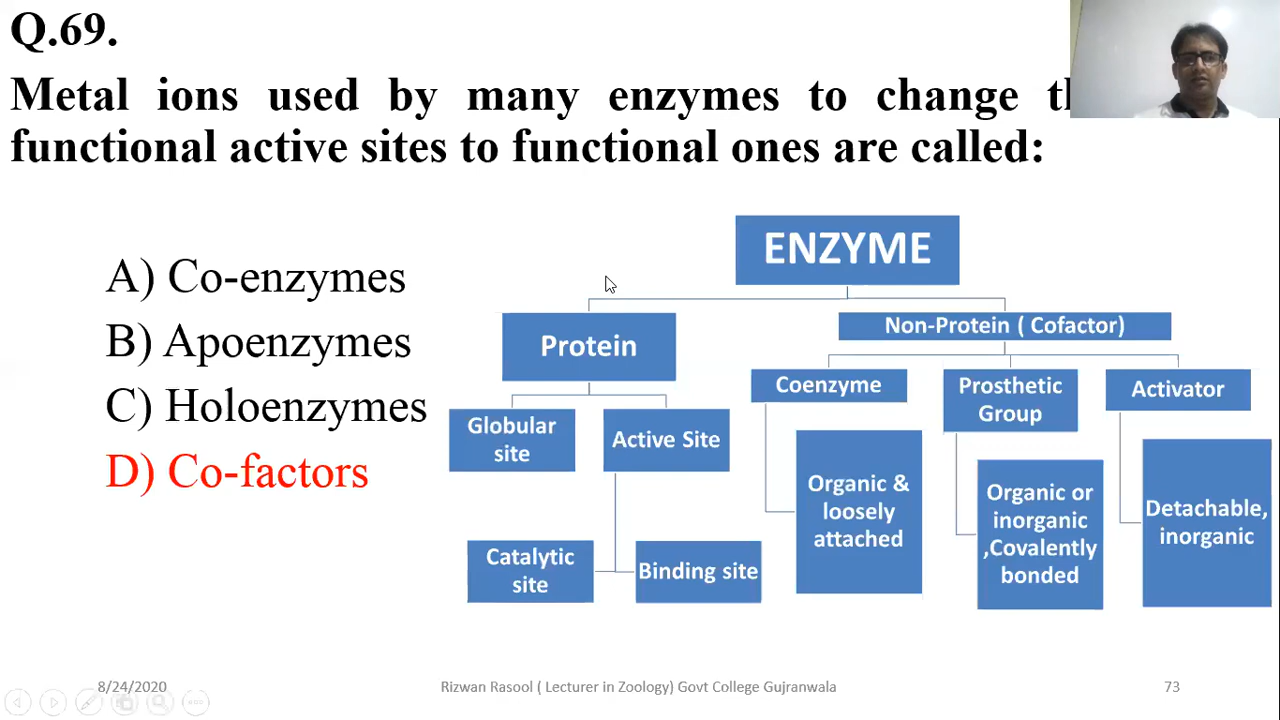 Q.69.
Metal ions used by many enzymes to change
functional active sites to functional ones are called:
A) Co-enzymes
B) Apoenzymes
C) Holoenzymes
D) Co-factors
ENZYME
Protein
Non-Protein ( Cofactor)
Globular
site
Active Site
Catalytic
site
Binding site
Coenzyme
Organic &
loosely
attached
Prosthetic
Group
Organic or
inorganic
,Covalently
bonded
Activator
Detachable,
inorganic
8/24/2020
Rizwan Rasool ( Lecturer in Zoology) Govt College Gujranwala
73